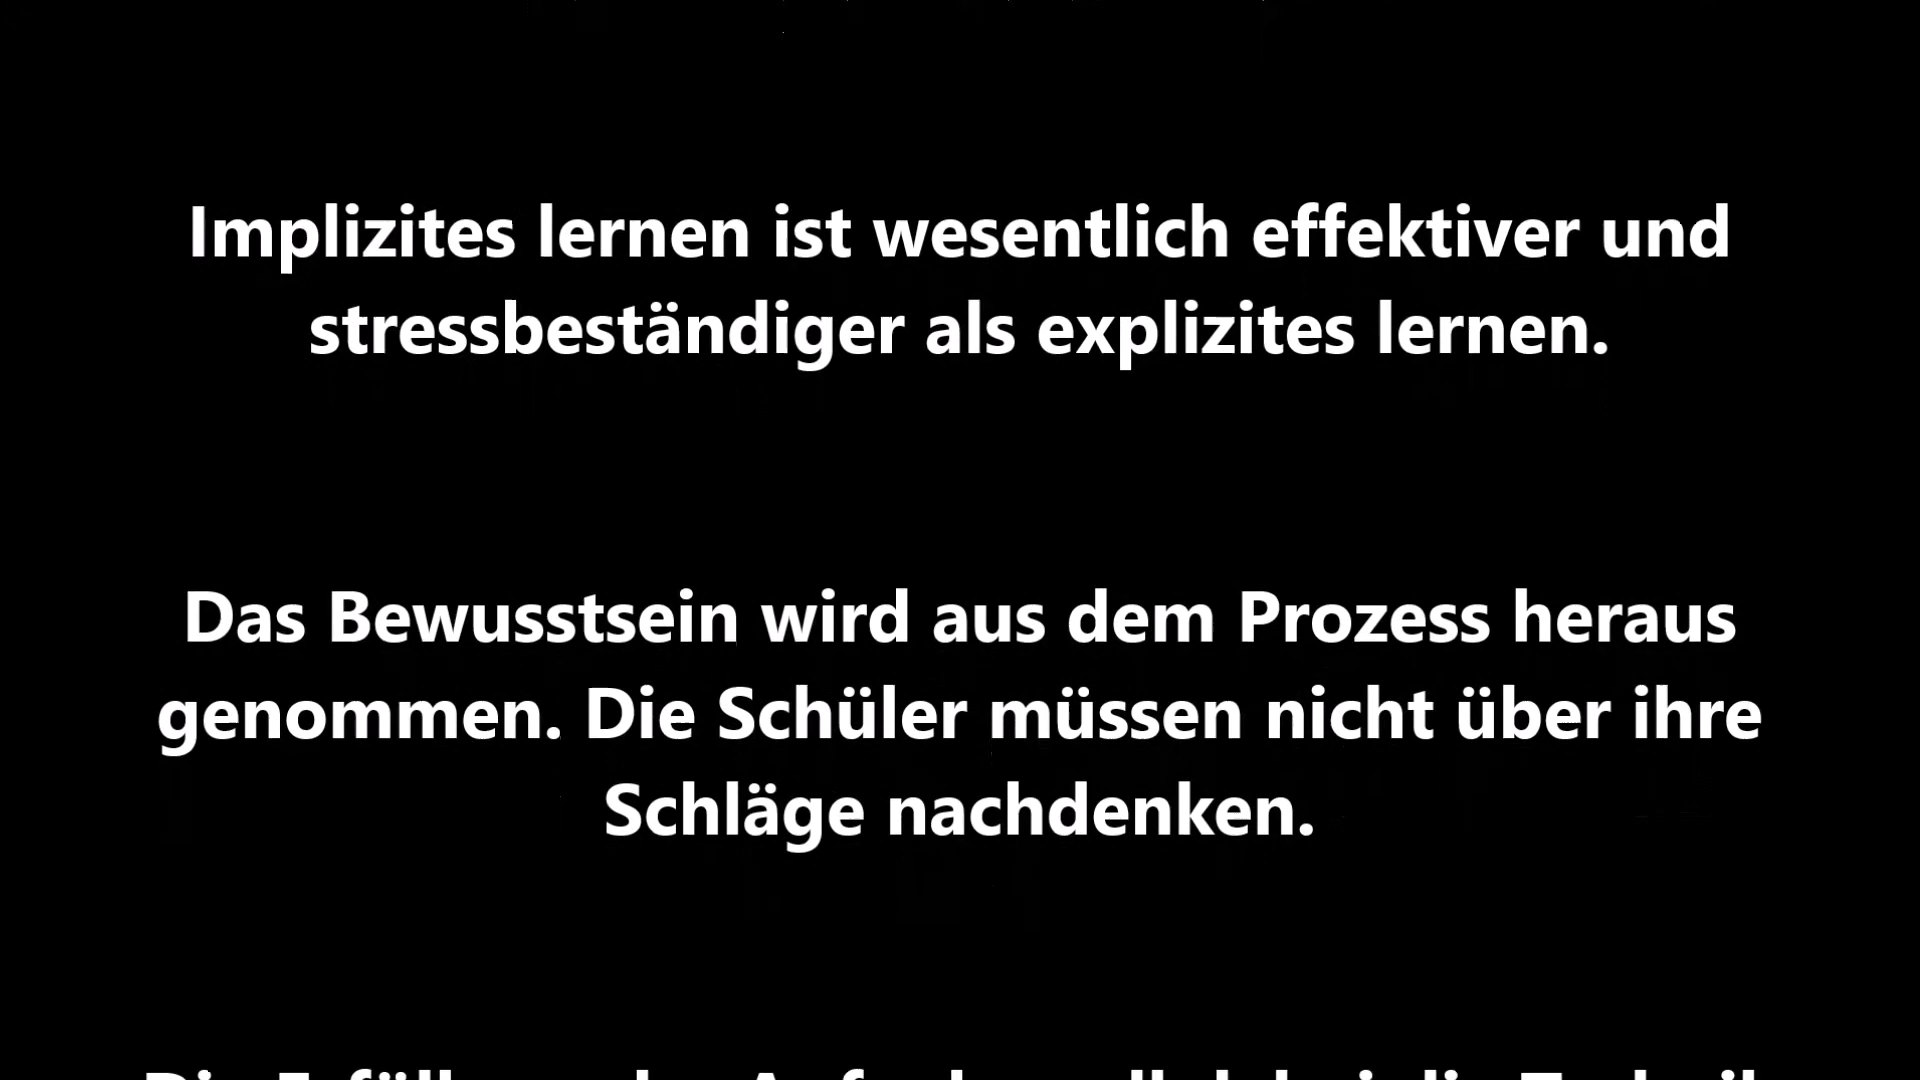 Implizites lernen ist wesentlich effektiver und
stressbeständiger als explizites lernen.
Das Bewusstsein wird aus dem Prozess heraus
genommen. Die Schüler müssen nicht über ihre
Schläge nachdenken.